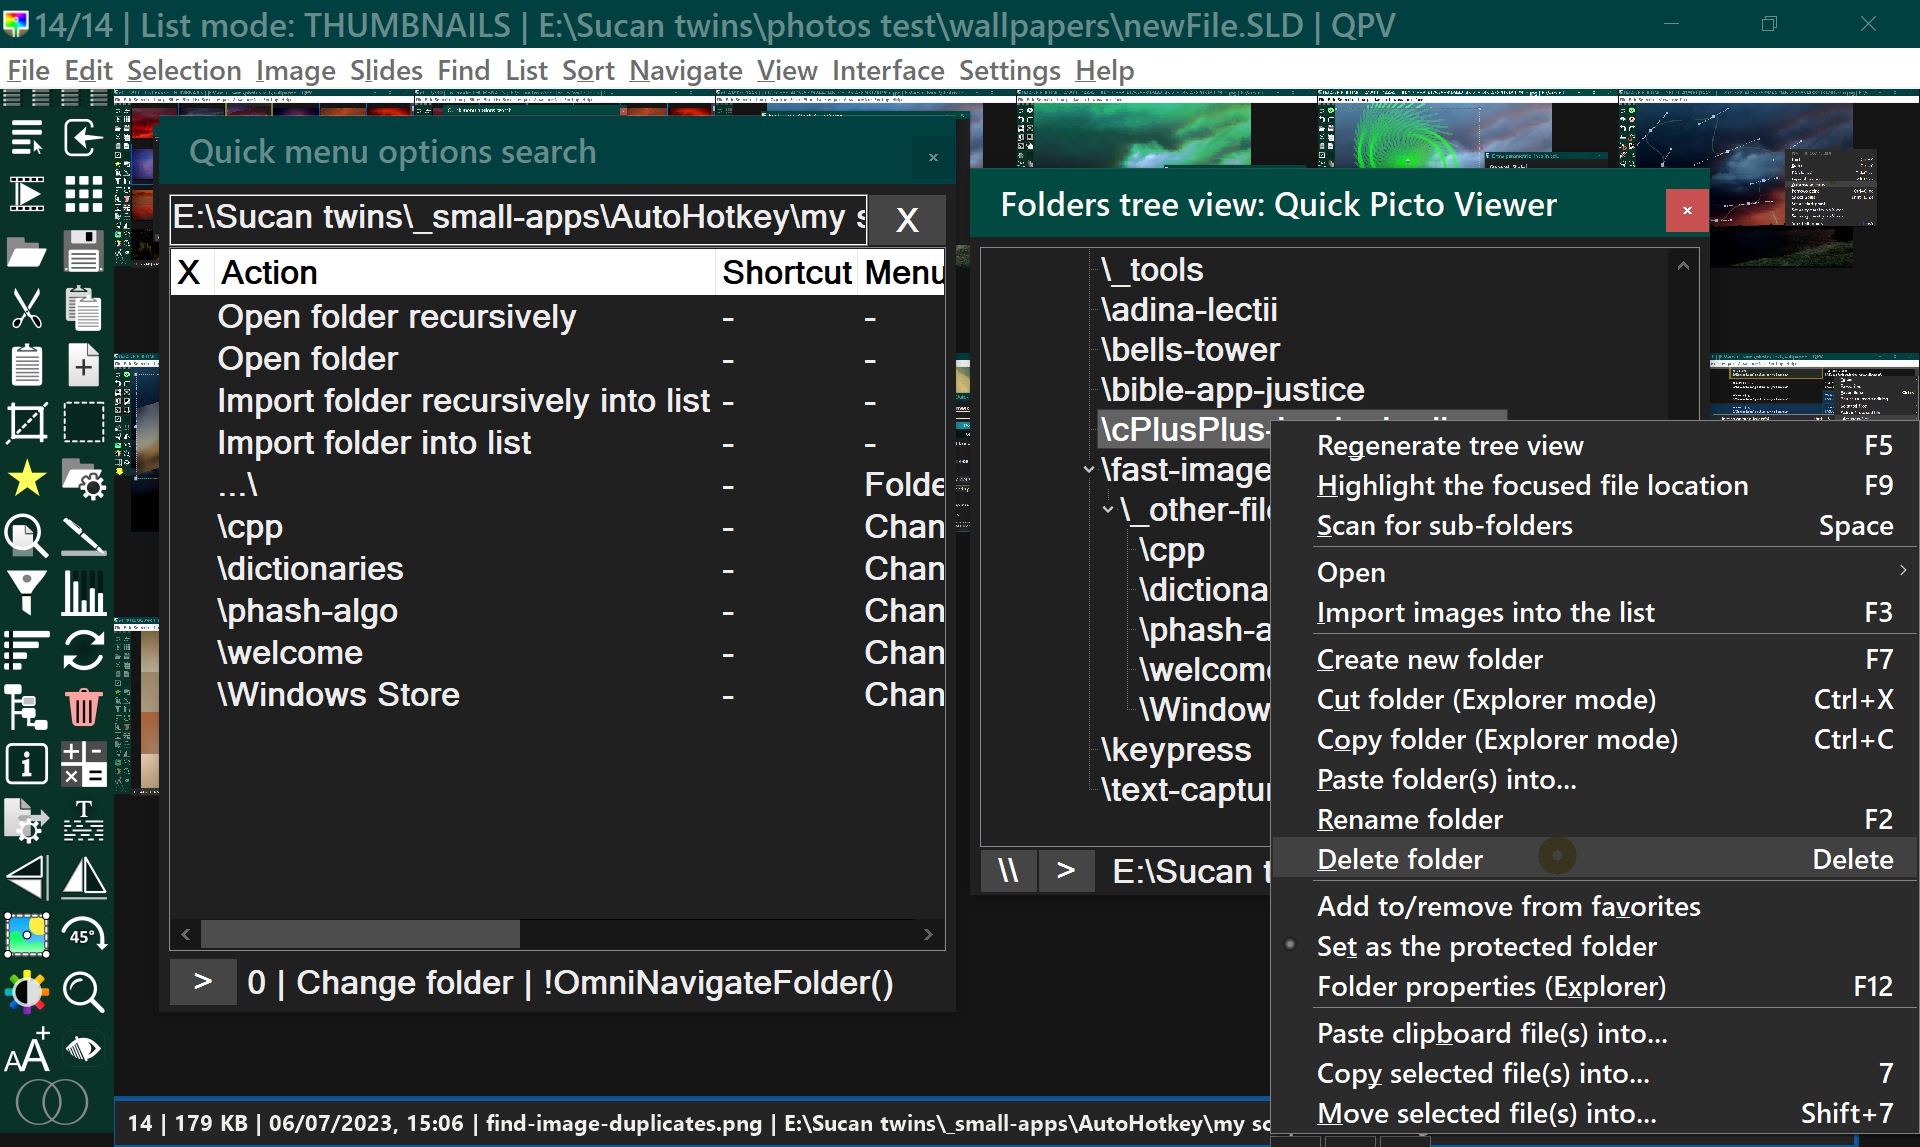 14/14 | List mode: THUMBNAILS | E:\Sucan twins\photos test\wallpapers\newFile.SLD | QPV
File Edit Selection Image Slides Find List Sort Navigate View Interface Settings Help
Quick menu options search
E:\Sucan twins\_small-apps\AutoHotkey\my
X
X Action Shortcut Menu
Open folder recursively - -
Open folder - -
Import folder recursively into list - -
Import folder into list - -
...\ - Folde
\cpp - Chan
\dictionaries - Chan
\phash-algo - Chan
\welcome - Chan
\Windows Store - Chan
> 0 | Change folder | !OmniNavigateFolder()
Folders tree view: Quick Picto Viewer
\_tools
\adina-lectii
\bells-tower
\bible-app-justice
\cPlusPlus-
\fast-image
\_other-file
\cpp
\dictiona
\phash-a
\welcome
\Window
\keypress
\text-captur
\\ > E:\Sucan t
Regenerate tree view F5
Highlight the focused file location F9
Scan for sub-folders Space
Open
Import images into the list F3
Create new folder F7
Cut folder (Explorer mode) Ctrl+X
Copy folder (Explorer mode) Ctrl+C
Paste folder(s) into...
Rename folder F2
Delete folder Delete
Add to/remove from favorites
Set as the protected folder
Folder properties (Explorer) F12
Paste clipboard file(s) into...
Copy selected file(s) into... 7
Move selected file(s) into... Shift+7
45°
T
AA+
14 | 179 KB | 06/07/2023, 15:06 | find-image-duplicates.png | E:\Sucan twins\_small-apps\AutoHotkey\my sc